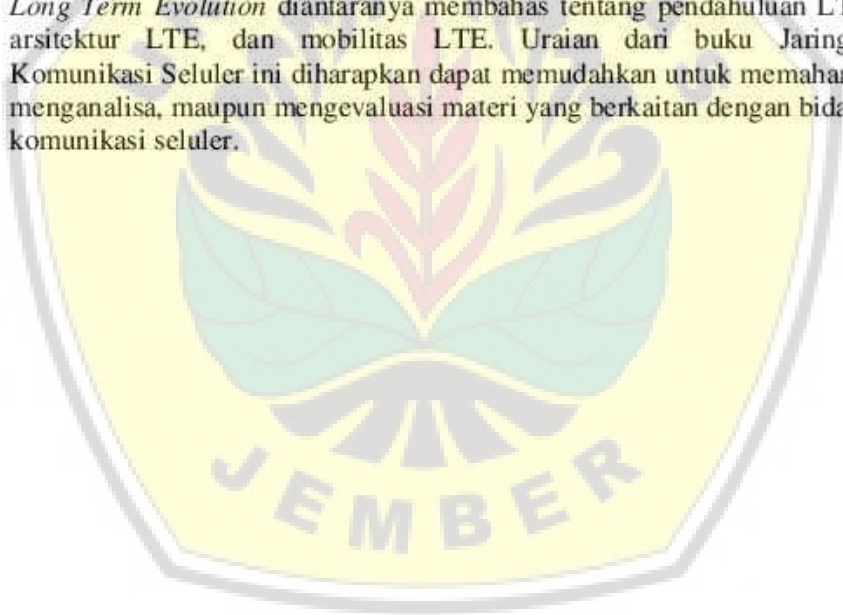 Long Term Evolution diantaranya membahas tentang pendahuluan
arsitektur LTE, dan mobilitas LTE. Uraian dari buku
Komunikasi Seluler ini diharapkan dapat memudahkan untuk
menganalisa, maupun mengevaluasi materi yang berkaitan dengan
komunikasi seluler.
JEMBER